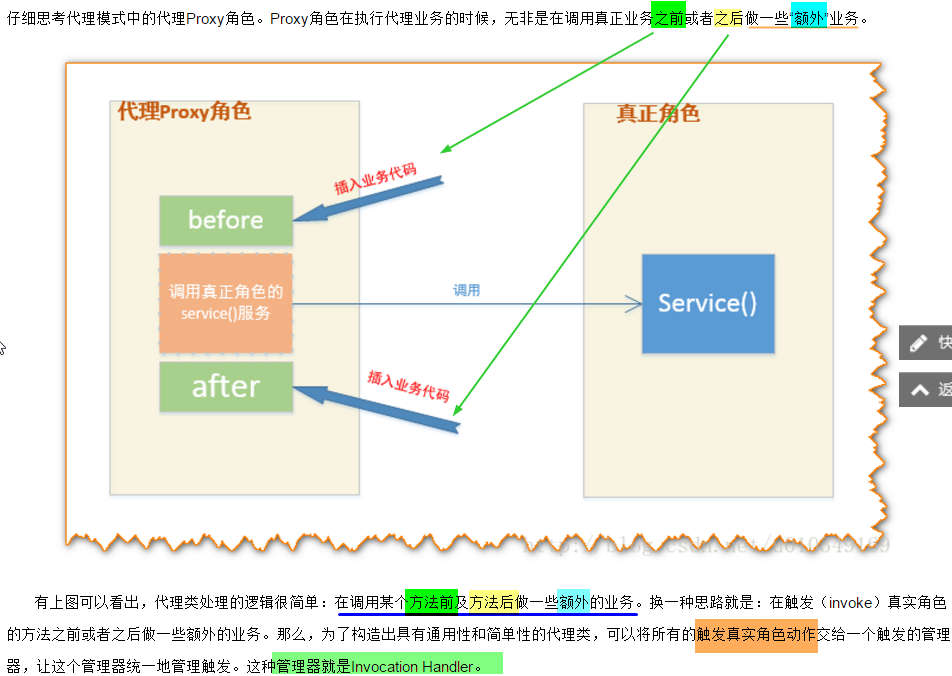 仔细思考代理模式中的代理Proxy角色。Proxy角色在执行代理业务的时候，无非是在调用真正业务之前或者之后做一些“额外”业务。
代理Proxy角色
真正角色
插入业务代码
before
调用真正角色的
service()服务
调用
Service()
插入业务代码
after
快
返
有上图可以看出，代理类处理的逻辑很简单：在调用某个方法前及方法后做一些额外的业务。换一种思路就是：在触发（invoke）真实角色
的方法之前或者之后做一些额外的业务。那么，为了构造出具有通用性和简单性的代理类，可以将所有的触发真实角色动作交给一个触发的管理
器，让这个管理器统一地管理触发。这种管理器就是Invocation Handler。